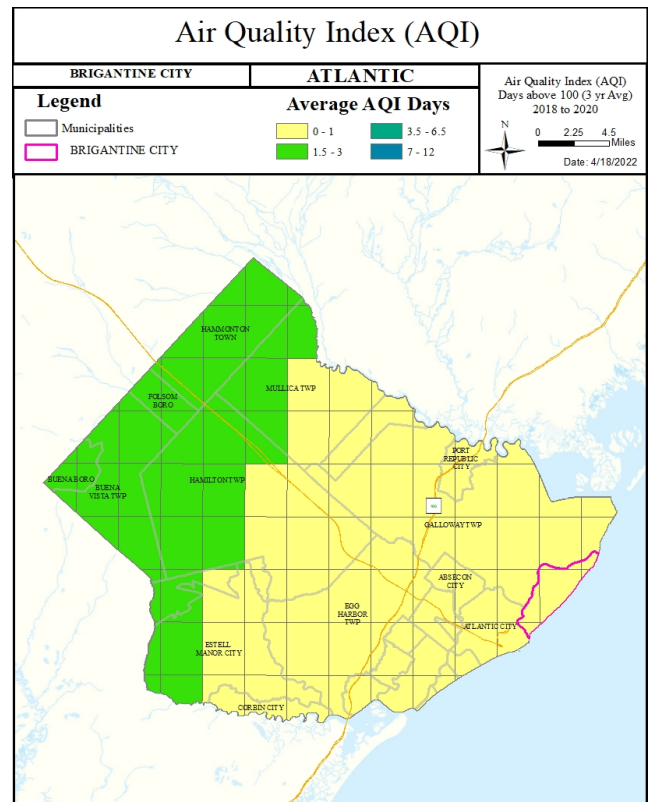 Air Quality Index (AQI)
BRIGANTINE CITY
ATLANTIC
Legend
Municipalities
BRIGANTINE CITY
Average AQI Days
0 - 1
3.5 - 6.5
1.5 - 3
7 - 12
Air Quality Index (AQI)
Days above 100 (3 yr Avg)
2018 to 2020
N
0 2.25 4.5
Miles
Date: 4/18/2022
HAMMONTON
TOWN
MULLICA TWP
FOLSOM
BORO
PORT
REPUBLIC
CITY
BUENA BORO
BUENA
VISTA TWP
HAMILTON TWP
GALLOWAY TWP
ABSECON
CITY
EGG
HARBOR
TWP
ATLANTIC CITY
ESTELL
MANOR CITY
CORBIN CITY